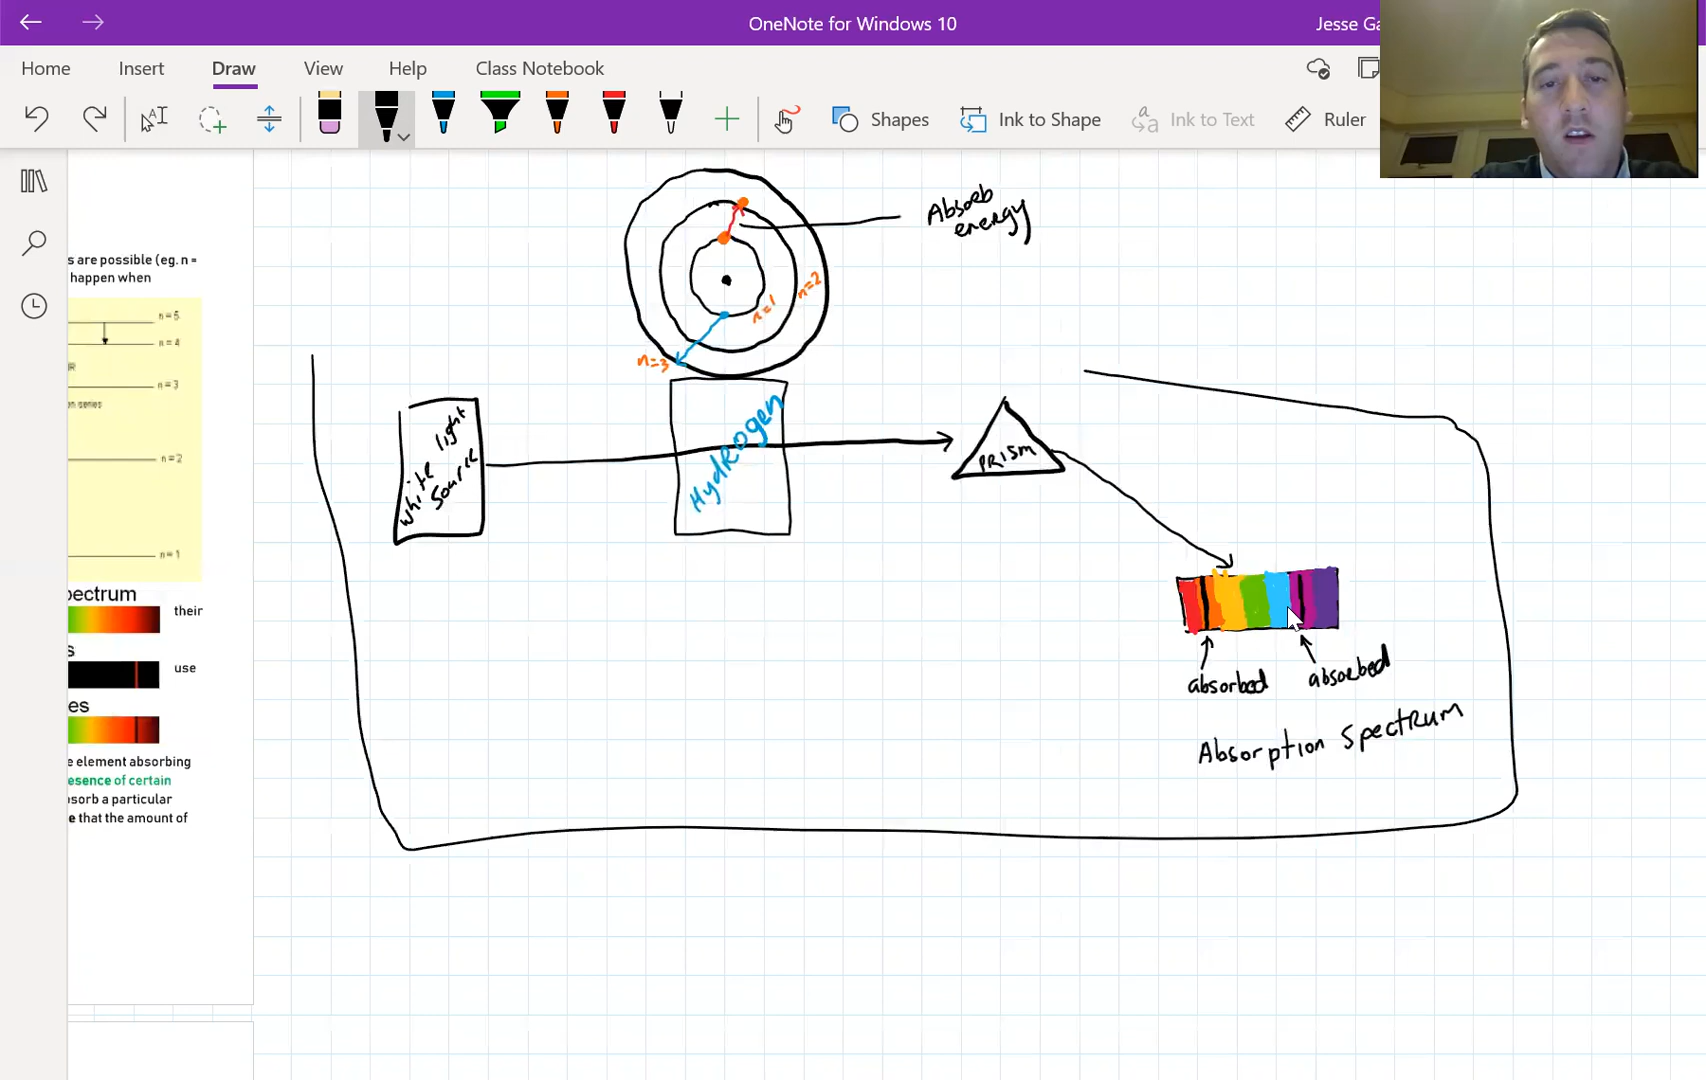 OneNote for Windows 10
Jesse Ga
Home Insert Draw View Help Class Notebook
Shapes Ink to Shape Ink to Text Ruler
s are possible (eg. n =
happen when
n = 5
n = 4
n = 3
n = 2
n = 1
pectrum
their
s
use
es
e element absorbing
esence of certain
sorb a particular
e that the amount of
Absorb
energy
n=1
n=2
n=3
white light
source
HydRogen
PRISM
absorbed
absorbed
Absorption Spectrum